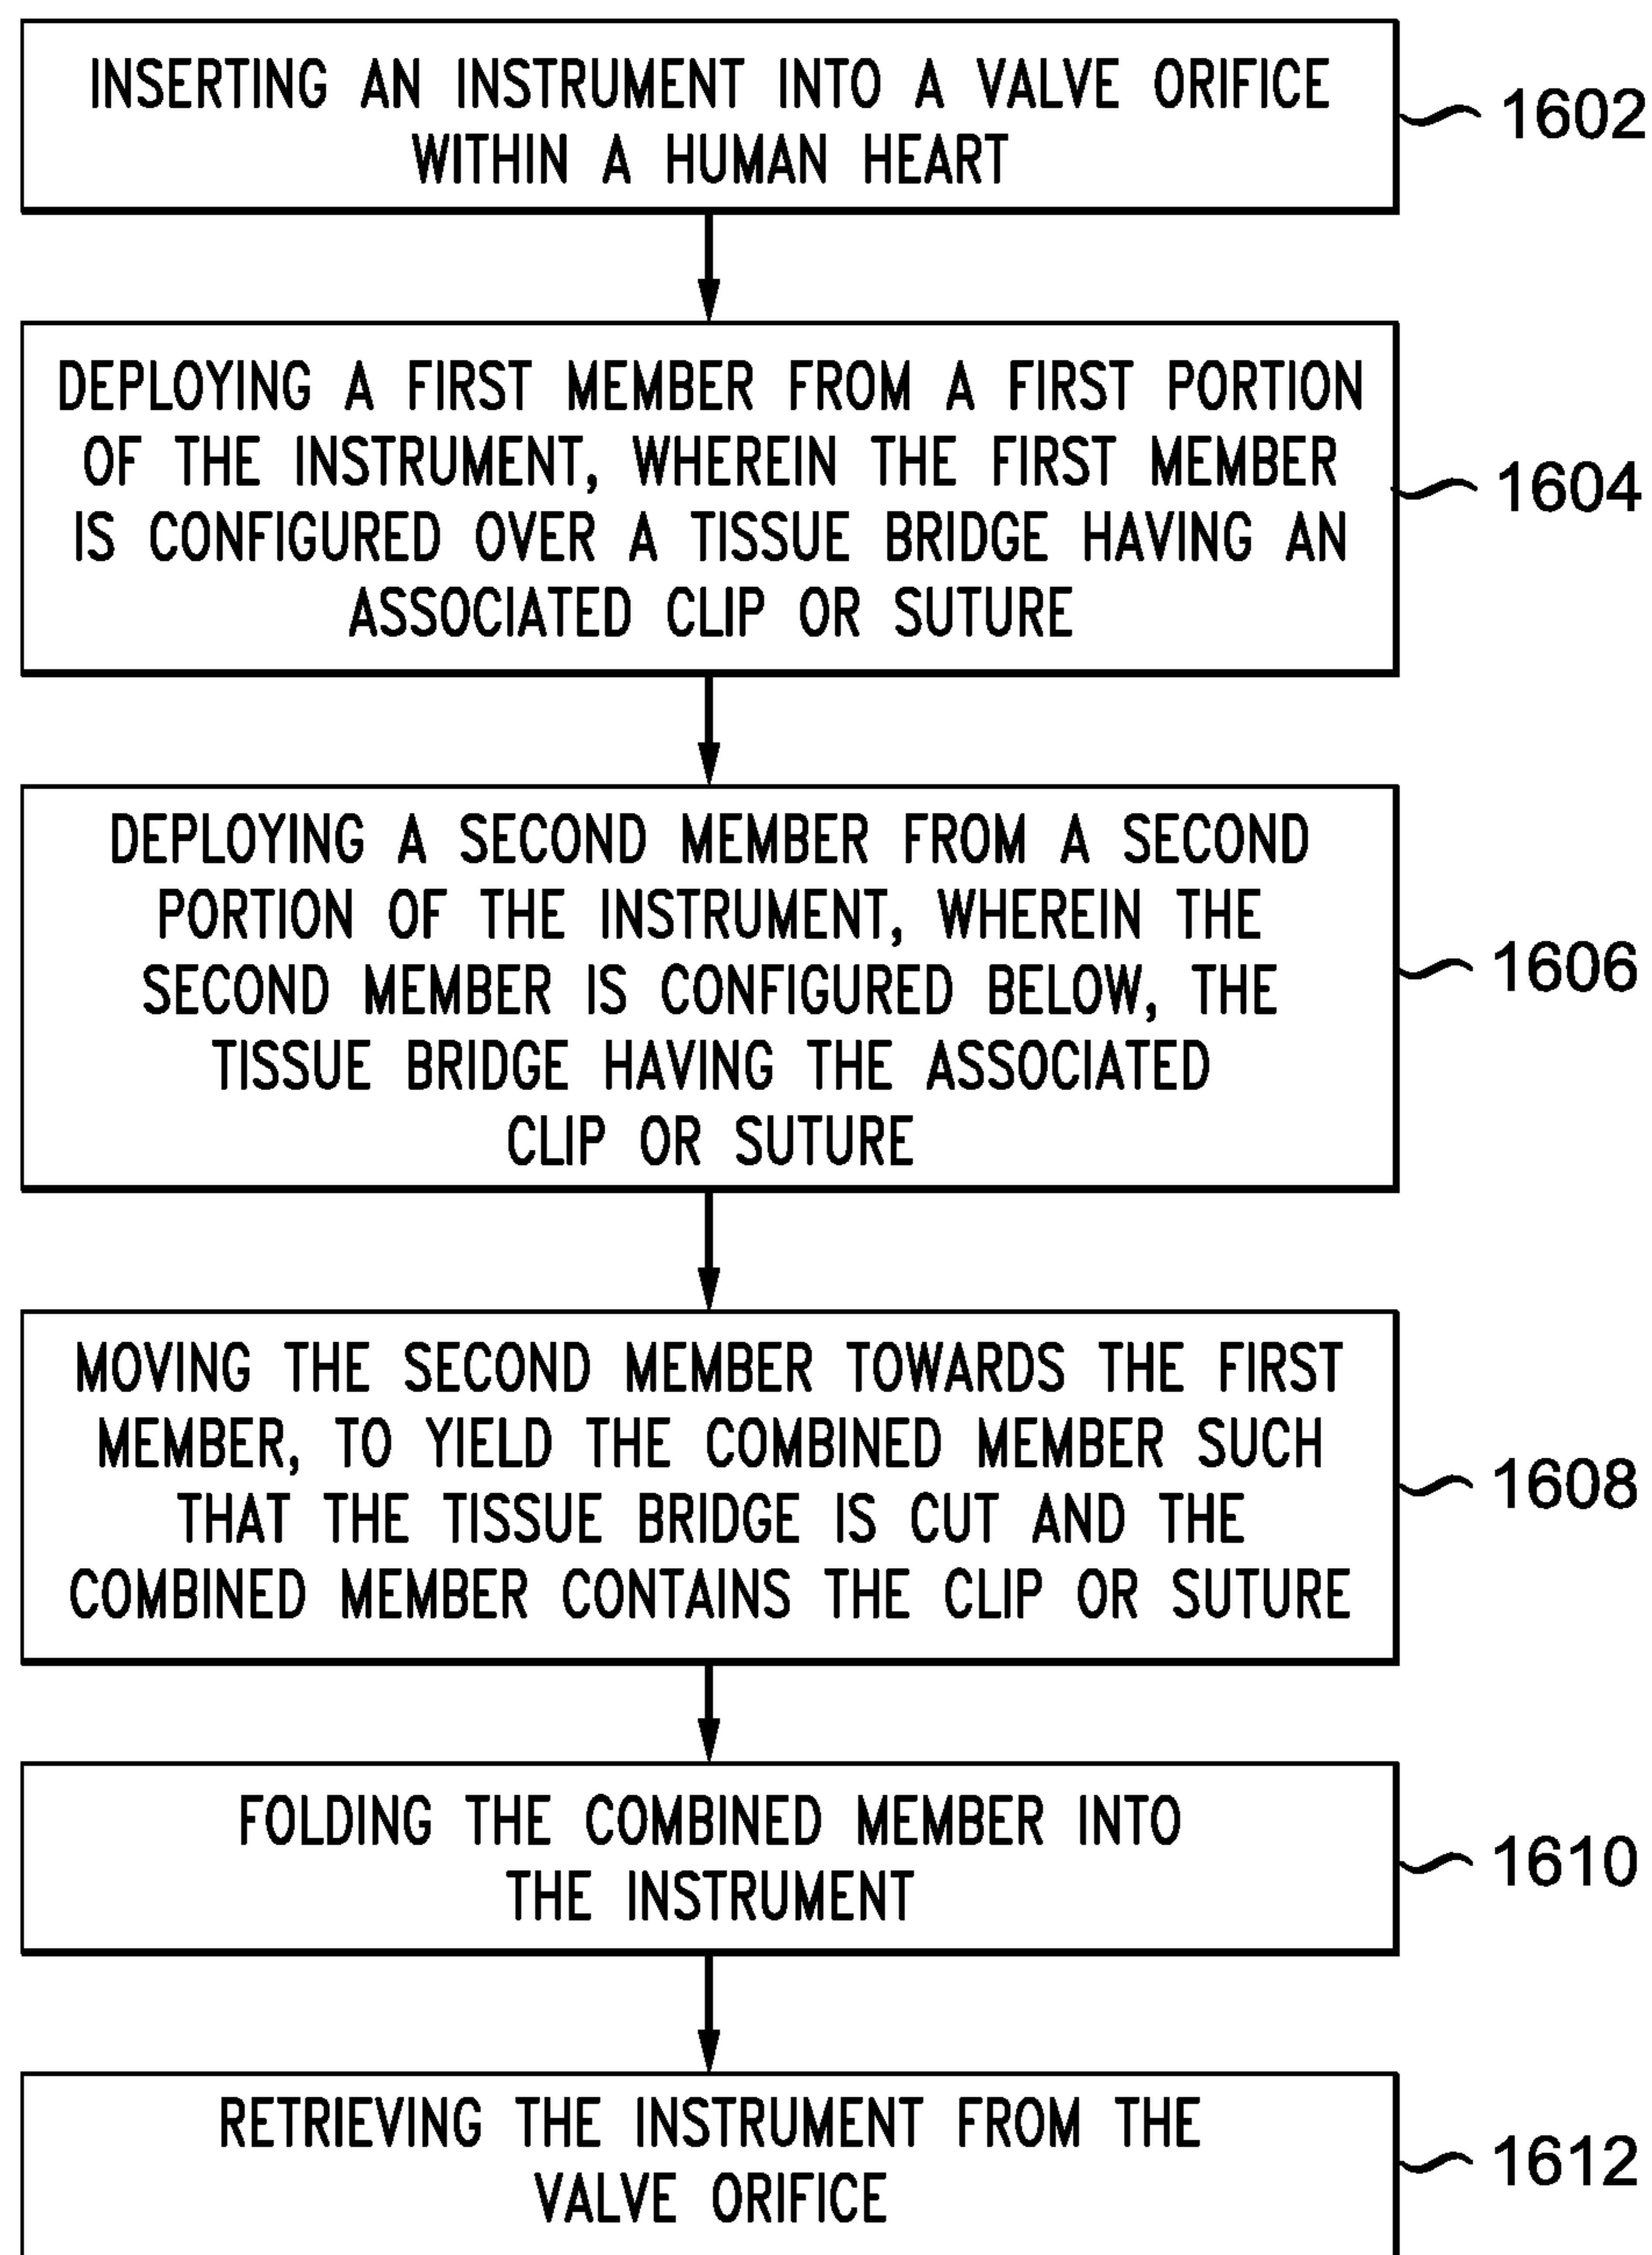 INSERTING AN INSTRUMENT INTO A VALVE ORIFICE
WITHIN A HUMAN HEART
1602
DEPLOYING A FIRST MEMBER FROM A FIRST PORTION
OF THE INSTRUMENT, WHEREIN THE FIRST MEMBER
IS CONFIGURED OVER A TISSUE BRIDGE HAVING AN
ASSOCIATED CLIP OR SUTURE
1604
DEPLOYING A SECOND MEMBER FROM A SECOND
PORTION OF THE INSTRUMENT, WHEREIN THE
SECOND MEMBER IS CONFIGURED BELOW, THE
TISSUE BRIDGE HAVING THE ASSOCIATED
CLIP OR SUTURE
1606
MOVING THE SECOND MEMBER TOWARDS THE FIRST
MEMBER, TO YIELD THE COMBINED MEMBER SUCH
THAT THE TISSUE BRIDGE IS CUT AND THE
COMBINED MEMBER CONTAINS THE CLIP OR SUTURE
1608
FOLDING THE COMBINED MEMBER INTO
THE INSTRUMENT
1610
RETRIEVING THE INSTRUMENT FROM THE
VALVE ORIFICE
1612